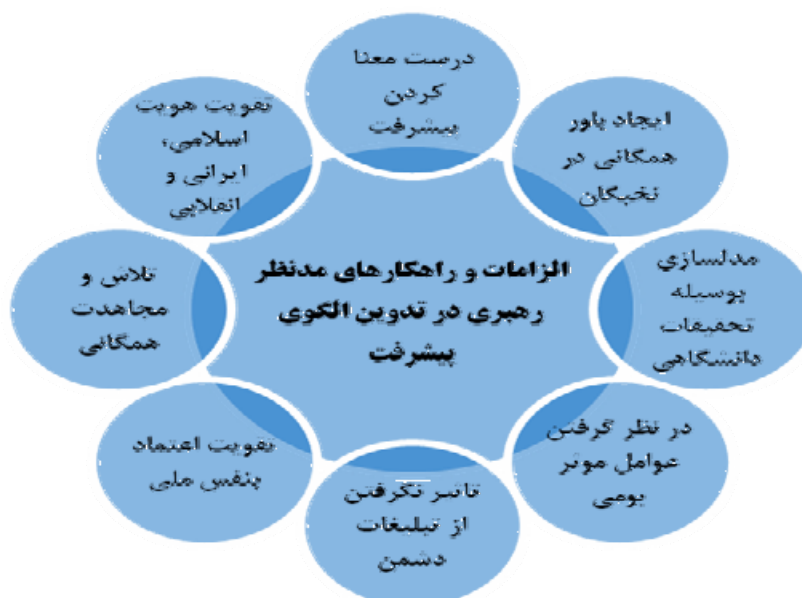 درست معنا
کردن
پیشرفت
ایجاد باور
همگانی در
نخبگان
مدلسازی
بوسیله
تحقیقات
دانشگاهی
در نظر گرفتن
عوامل موثر
بومی
تاثیر نگرفتن
از تبلیغات
دشمن
تقویت اعتماد
بنفس ملی
تلاش و
مجاهدت
همگانی
تقویت هویت
اسلامی،
ایرانی و
انقلابی
الزامات و راهکارهای مدنظر
رهبری در تدوین الگوی
پیشرفت